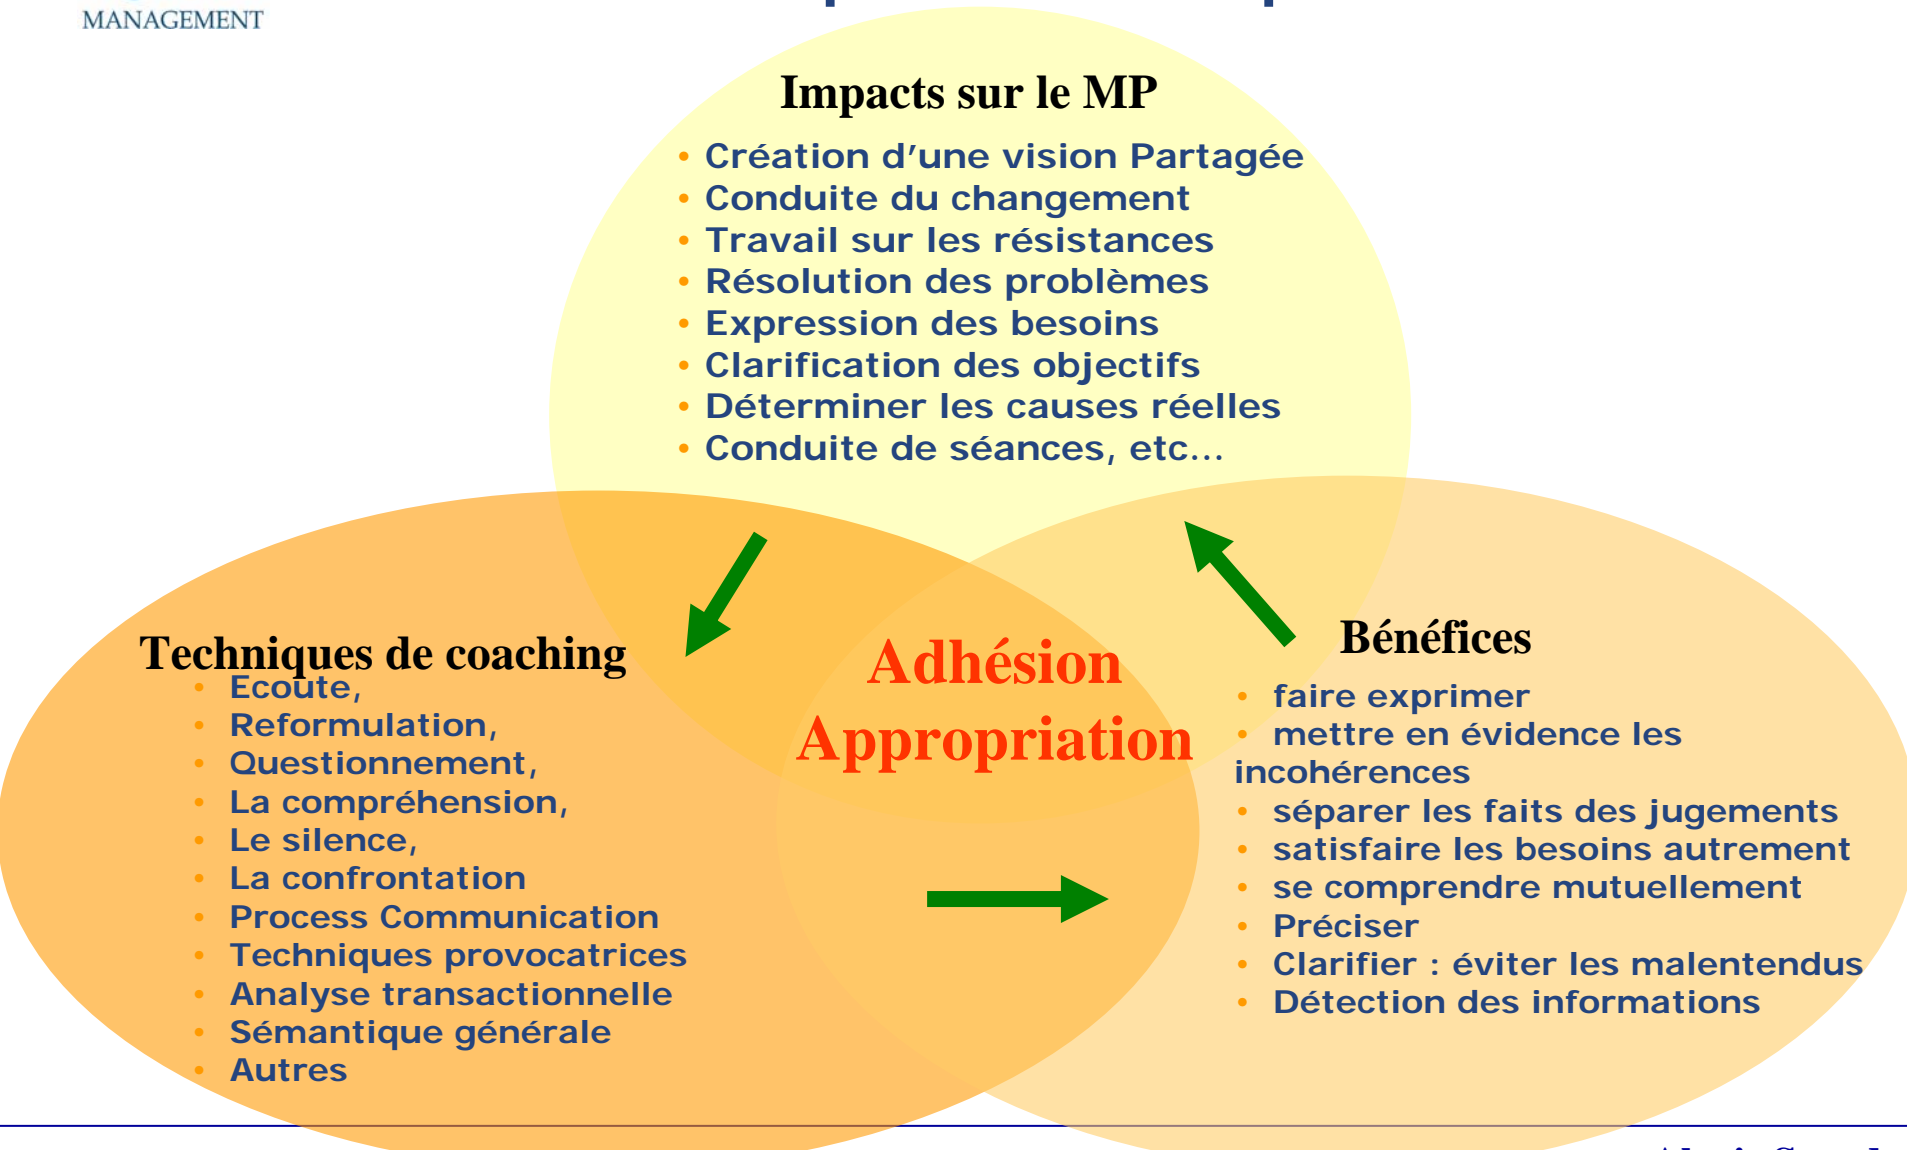 MANAGEMENT
Impacts sur le MP
• Création d'une vision Partagée
• Conduite du changement
• Travail sur les résistances
• Résolution des problèmes
• Expression des besoins
• Clarification des objectifs
• Déterminer les causes réelles
• Conduite de séances, etc...
Techniques de coaching
• Ecoute,
• Reformulation,
• Questionnement,
• La compréhension,
• Le silence,
• La confrontation
• Process Communication
• Techniques provocatrices
• Analyse transactionnelle
• Sémantique générale
• Autres
Adhésion
Appropriation
Bénéfices
• faire exprimer
• mettre en évidence les
incohérences
• séparer les faits des jugements
• satisfaire les besoins autrement
• se comprendre mutuellement
• Préciser
• Clarifier : éviter les malentendus
• Détection des informations